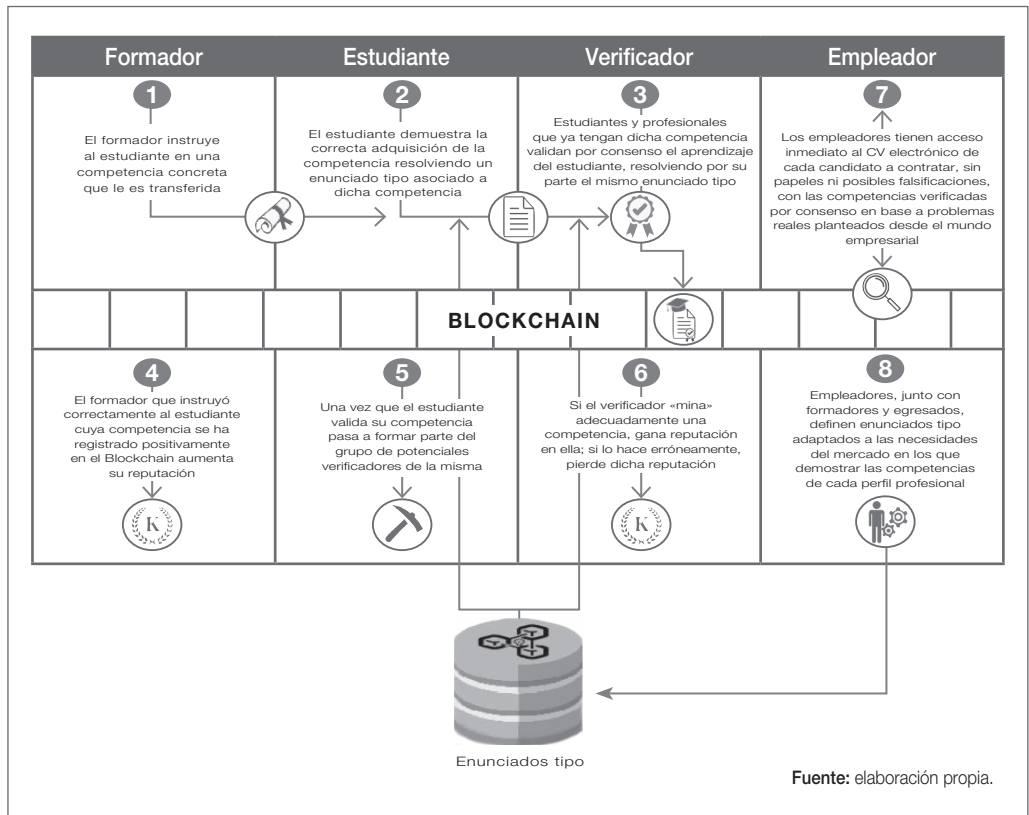 Formador
Estudiante
Verificador
Empleador
1
El formador instruye
al estudiante en una
competencia concreta
que le es transferida
2
El estudiante demuestra la
correcta adquisición de la
competencia resolviendo un
enunciado tipo asociado a
dicha competencia
3
Estudiantes y profesionales
que ya tengan dicha competencia
validan por consenso el aprendizaje
del estudiante, resolviendo por su
parte el mismo enunciado tipo
7
Los empleadores tienen acceso
inmediato al CV electrónico de
cada candidato a contratar, sin
papeles ni posibles falsificaciones,
con las competencias verificadas
por consenso en base a problemas
reales planteados desde el mundo
empresarial
BLOCKCHAIN
4
El formador que instruyó
correctamente al estudiante
cuya competencia se ha
registrado positivamente
en el Blockchain aumenta
su reputación
K
5
Una vez que el estudiante
valida su competencia
pasa a formar parte del
grupo de potenciales
verificadores de la misma
6
Si el verificador «mina»
adecuadamente una
competencia, gana reputación
en ella; si lo hace erróneamente,
pierde dicha reputación
K
8
Empleadores, junto con
formadores y egresados,
definen enunciados tipo
adaptados a las necesidades
del mercado en los que
demostrar las competencias
de cada perfil profesional
Enunciados tipo
Fuente: elaboración propia.